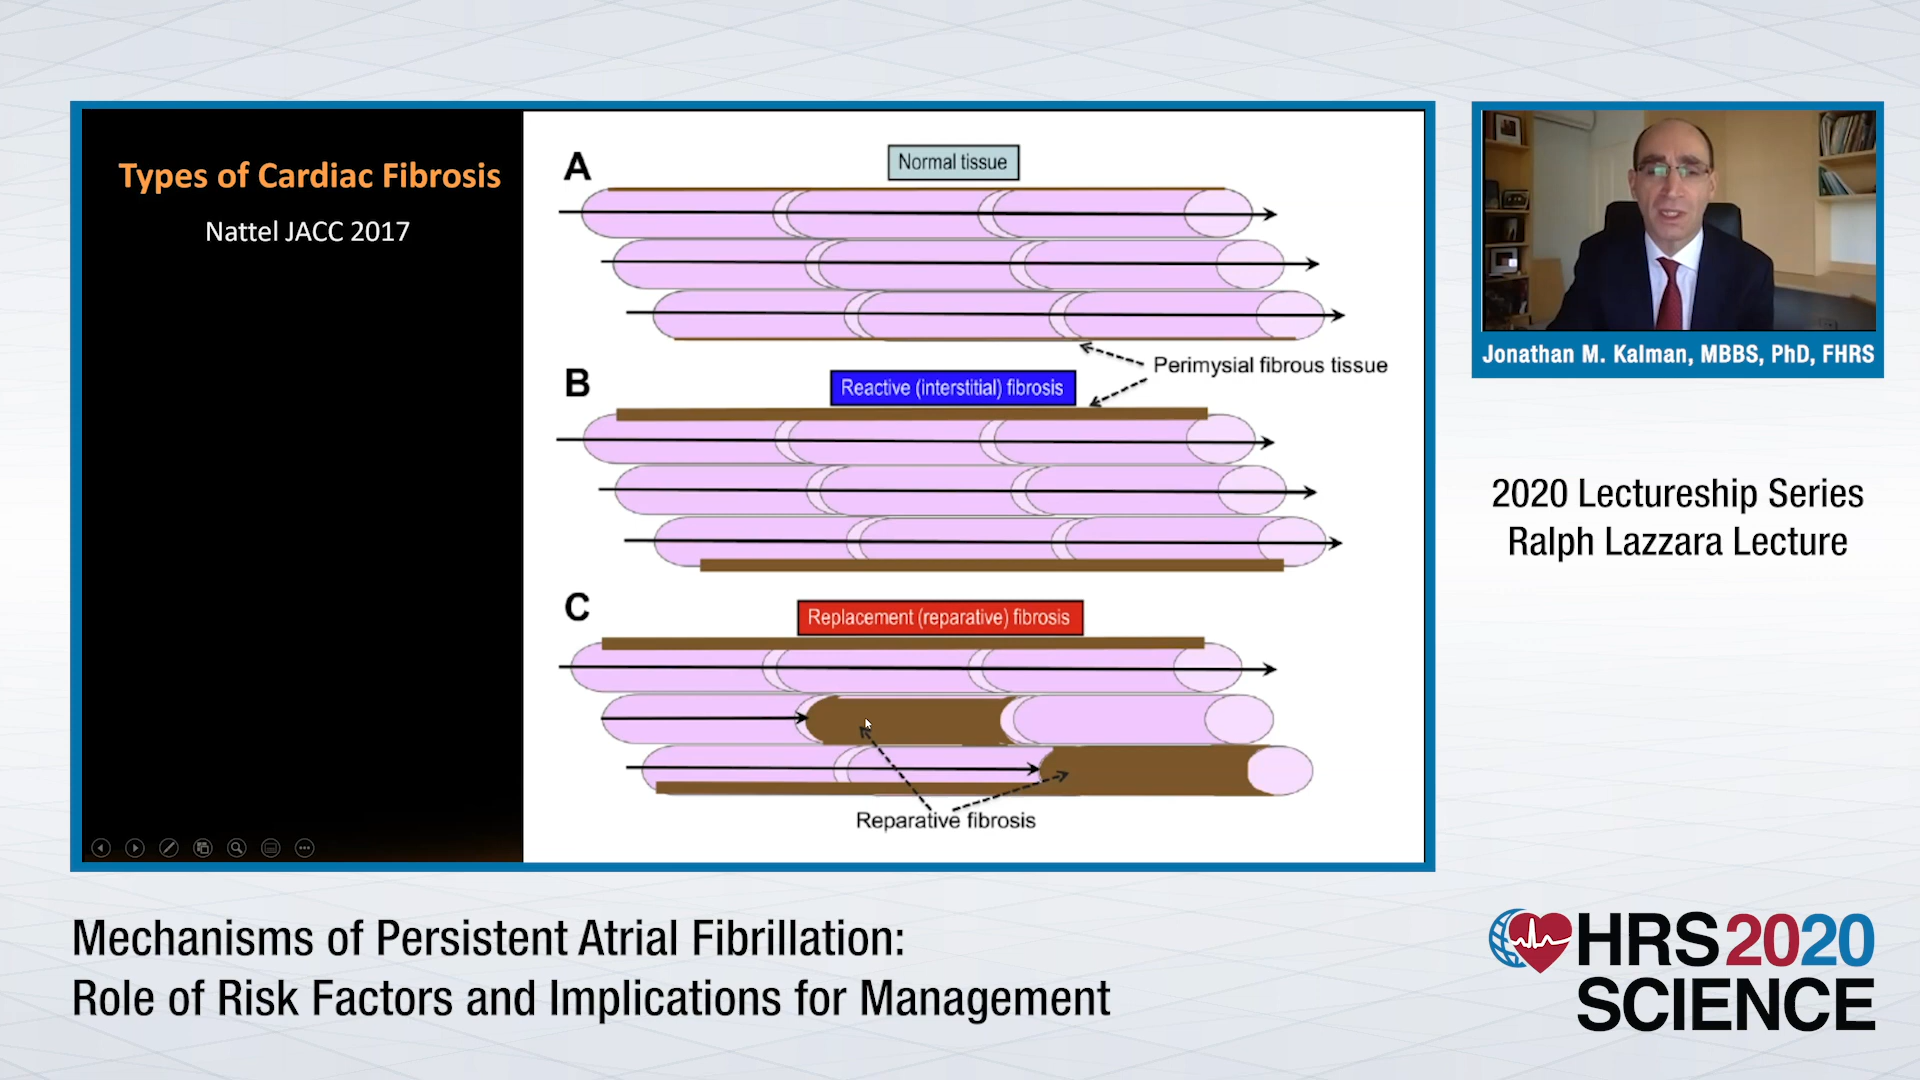 Types of Cardiac Fibrosis
Nattel JACC 2017
A
Normal tissue
Perimysial fibrous tissue
B
Reactive (interstitial) fibrosis
C
Replacement (reparative) fibrosis
Reparative fibrosis
Jonathan M. Kalman, MBBS, PhD, FHRS
2020 Lectureship Series
Ralph Lazzara Lecture
Mechanisms of Persistent Atrial Fibrillation:
Role of Risk Factors and Implications for Management
HRS2020
SCIENCE